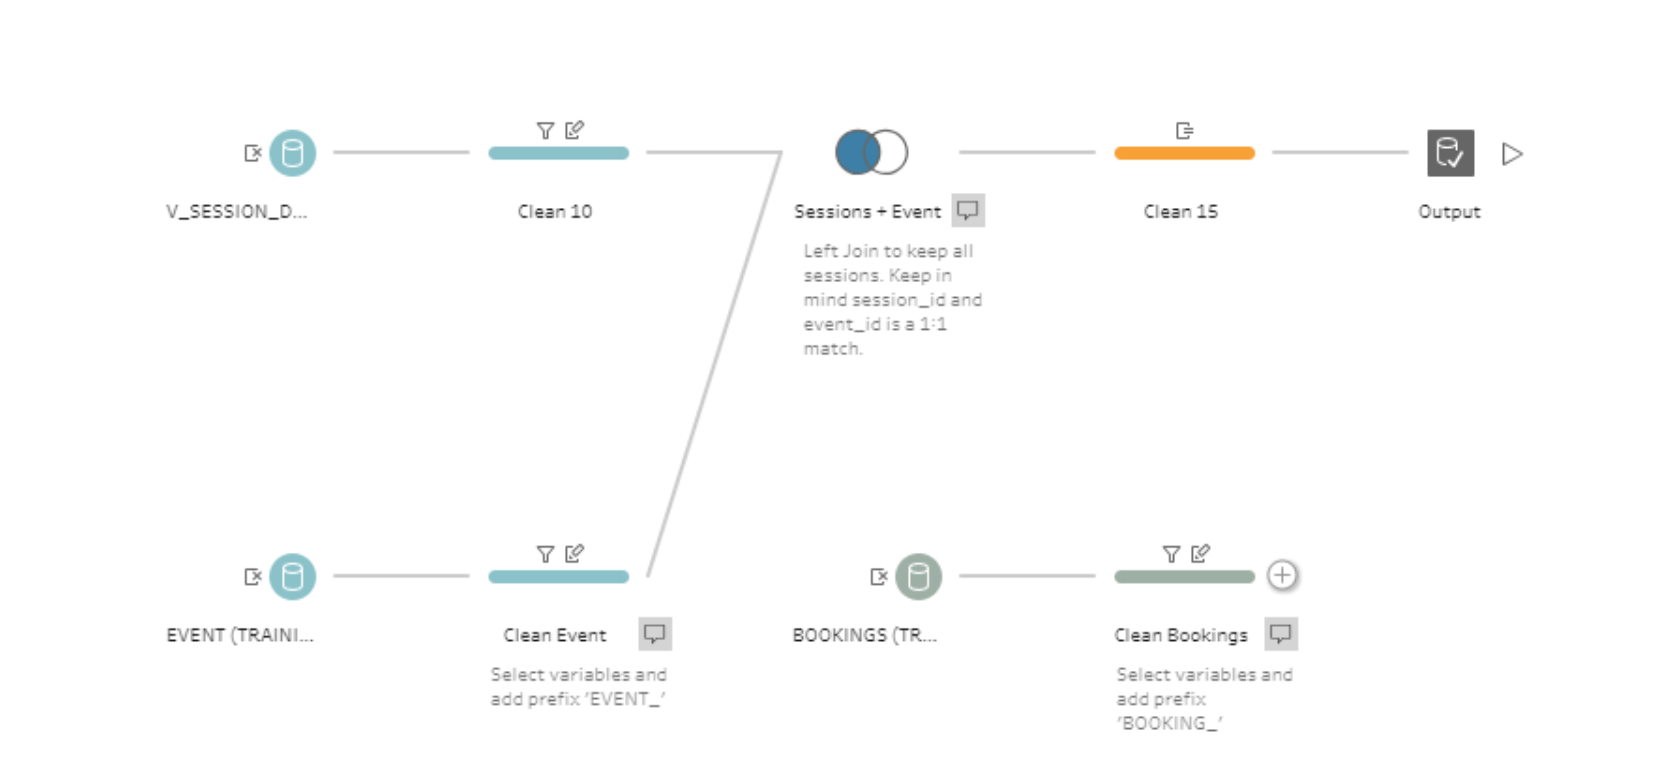 V_SESSION_D...
Clean 10
Sessions + Event
Left Join to keep all
sessions. Keep in
mind session_id and
event_id is a 1:1
match.
Clean 15
Output
EVENT (TRAINI...
Clean Event
Select variables and
add prefix 'EVENT_'
BOOKINGS (TR...
Clean Bookings
Select variables and
add prefix
'BOOKING_'